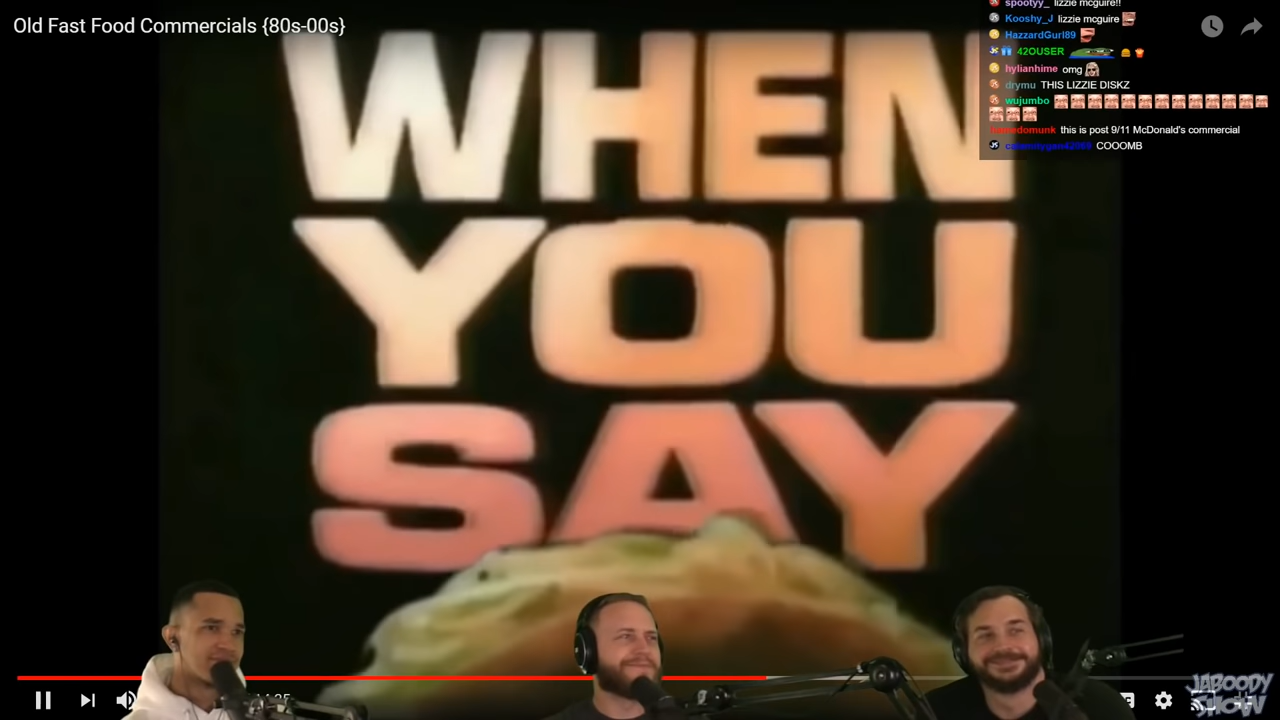 Old Fast Food Commercials {80s-00s}
spootyy_ lizzie mcguire!!
Kooshy_J lizzie mcguire
HazzardGurl89
42OUSER
hylianhime omg
drymu THIS LIZZIE DISKZ
wujumbo
this is post 9/11 McDonald's commercial
COOOMB
WHEN
YOU
SAY
JABOODY
SHOW